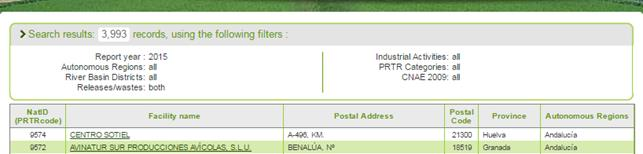 Search results: 3,993 records, using the following filters :
Report year : 2015
Autonomous Regions: all
River Basin Districts: all
Releases/wastes: both
Industrial Activities: all
PRTR Categories: all
CNAE 2009: all
NatID (PRTRcode) Facility name Postal Address Postal Code Province Autonomous Regions
9574 CENTRO SOTIEL A-496, KM. 21300 Huelva Andalucía
9572 AVINATUR SUR PRODUCCIONES AVÍCOLAS, S.L.U. BENALÚA, Nº 18519 Granada Andalucía